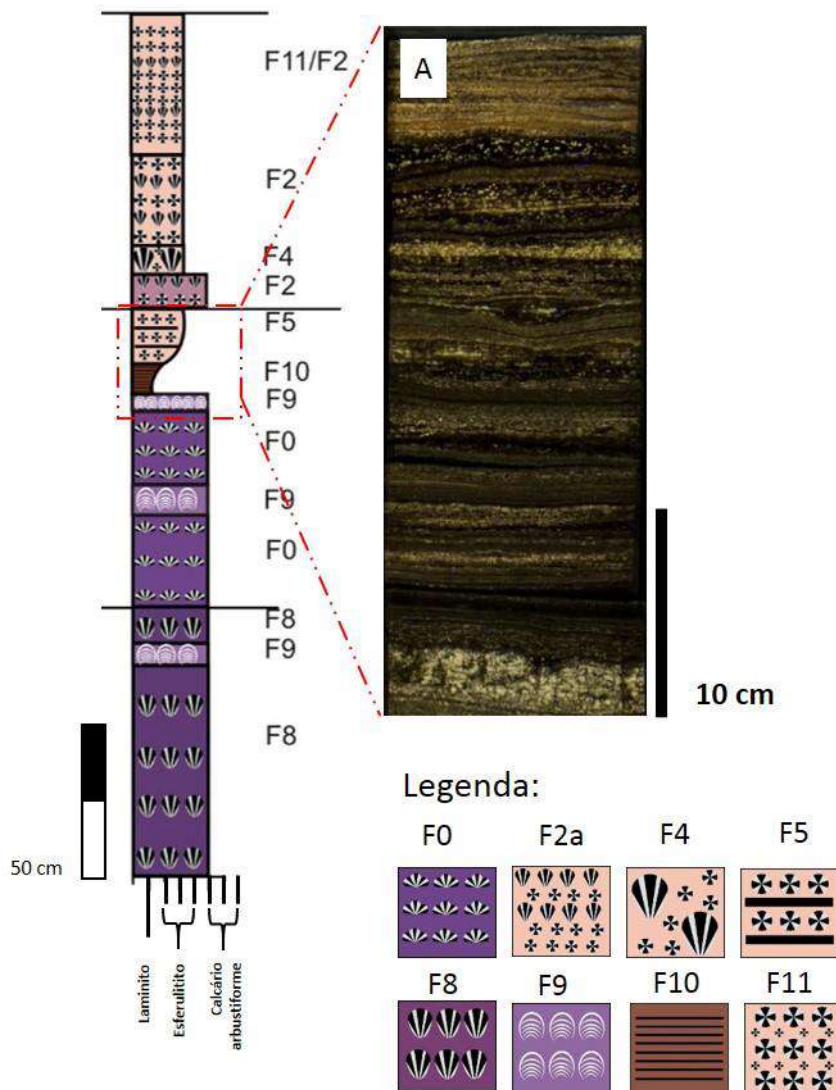 F11/F2
F2
F4
F2
F5
F10
F9
F0
F9
F0
F8
F9
F8
50 cm
Laminito
Esferulitito
Calcário
arbustiforme
A
10 cm
Legenda:
F0 F2a F4 F5
F8 F9 F10 F11